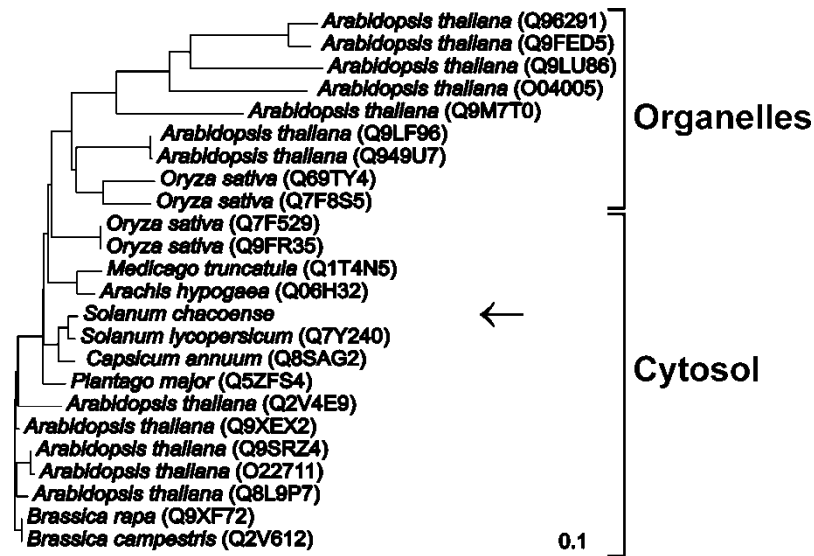 Arabidopsis thaliana (Q96291)
Arabidopsis thaliana (Q9FED5)
Arabidopsis thaliana (Q9LU86)
Arabidopsis thaliana (O04005)
Arabidopsis thaliana (Q9M7T0)
Organelles
Arabidopsis thaliana (Q9LF96)
Arabidopsis thaliana (Q949U7)
Oryza sativa (Q69TY4)
Oryza sativa (Q7F8S5)
Oryza sativa (Q7F529)
Oryza sativa (Q9FR35)
Medicago truncatula (Q1T4N5)
Arachis hypogaea (Q06H32)
Solanum chacoense
Solanum lycopersicum (Q7Y240)
Capsicum annuum (Q8SAG2)
Cytosol
Plantago major (Q5ZFS4)
Arabidopsis thaliana (Q2V4E9)
Arabidopsis thaliana (Q9XEX2)
Arabidopsis thaliana (Q9SRZ4)
Arabidopsis thaliana (O22711)
Arabidopsis thaliana (Q8L9P7)
Brassica rapa (Q9XF72)
Brassica campestris (Q2V612)
0.1